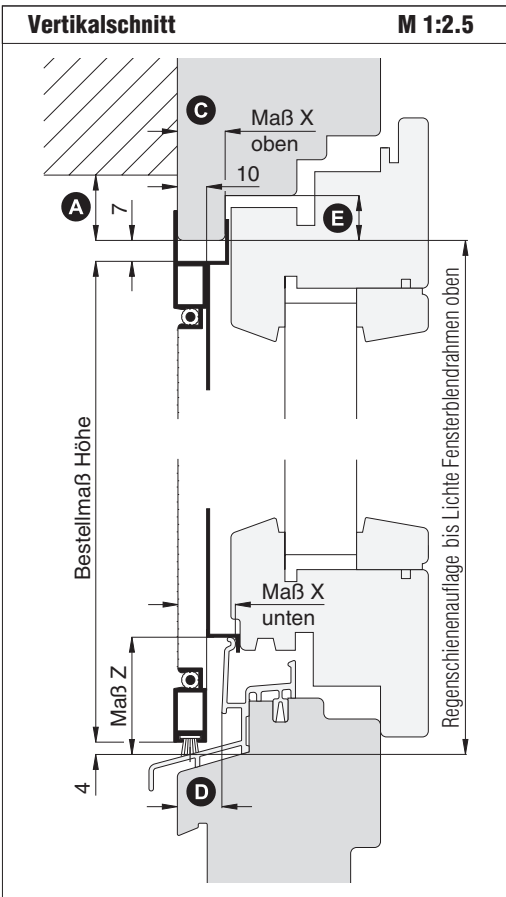 Vertikalschnitt M 1:2.5
C
Maß X
oben
A
7
10
E
Bestellmaß Höhe
Regenschienenauflage bis Lichte Fensterblendrahmen oben
Maß X
unten
Maß Z
D
4